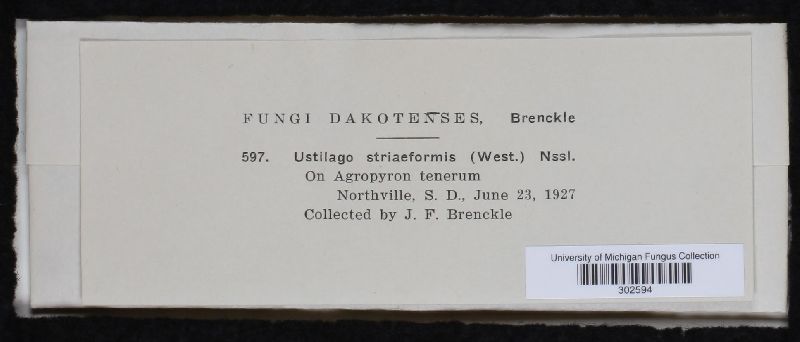 FUNGI DAKOTENSES, Brenckle
597. Ustilago striaeformis (West.) Nssl.
On Agropyron tenerum
Northville, S. D., June 23, 1927
Collected by J. F. Brenckle
University of Michigan Fungus Collection
302594